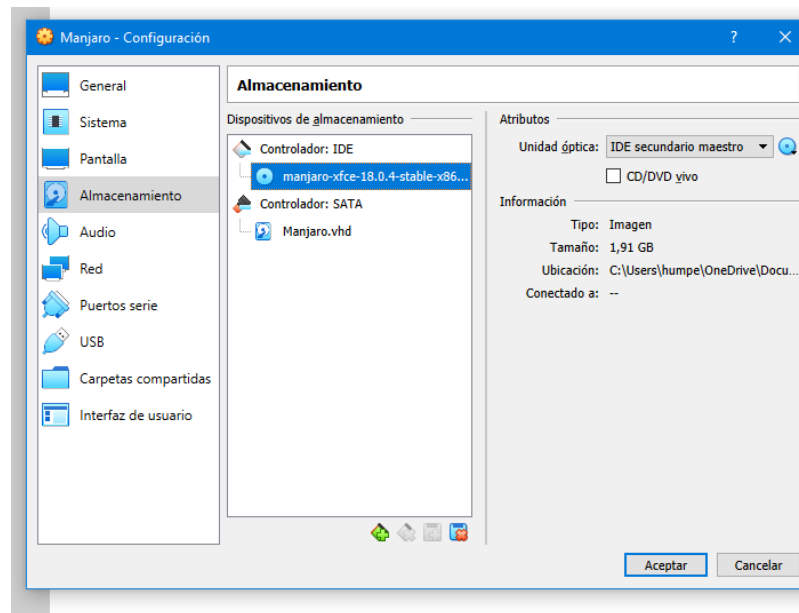 Manjaro - Configuración
?
General
Sistema
Pantalla
Almacenamiento
Audio
Red
Puertos serie
USB
Carpetas compartidas
Interfaz de usuario
Almacenamiento
Dispositivos de almacenamiento
Controlador: IDE
manjaro-xfce-18.0.4-stable-x86...
Controlador: SATA
Manjaro.vhd
Atributos
Unidad óptica: IDE secundario maestro
CD/DVD vivo
Información
Tipo: Imagen
Tamaño: 1,91 GB
Ubicación: C:\Users\humpe\OneDrive\Docu...
Conectado a: --
Aceptar Cancelar